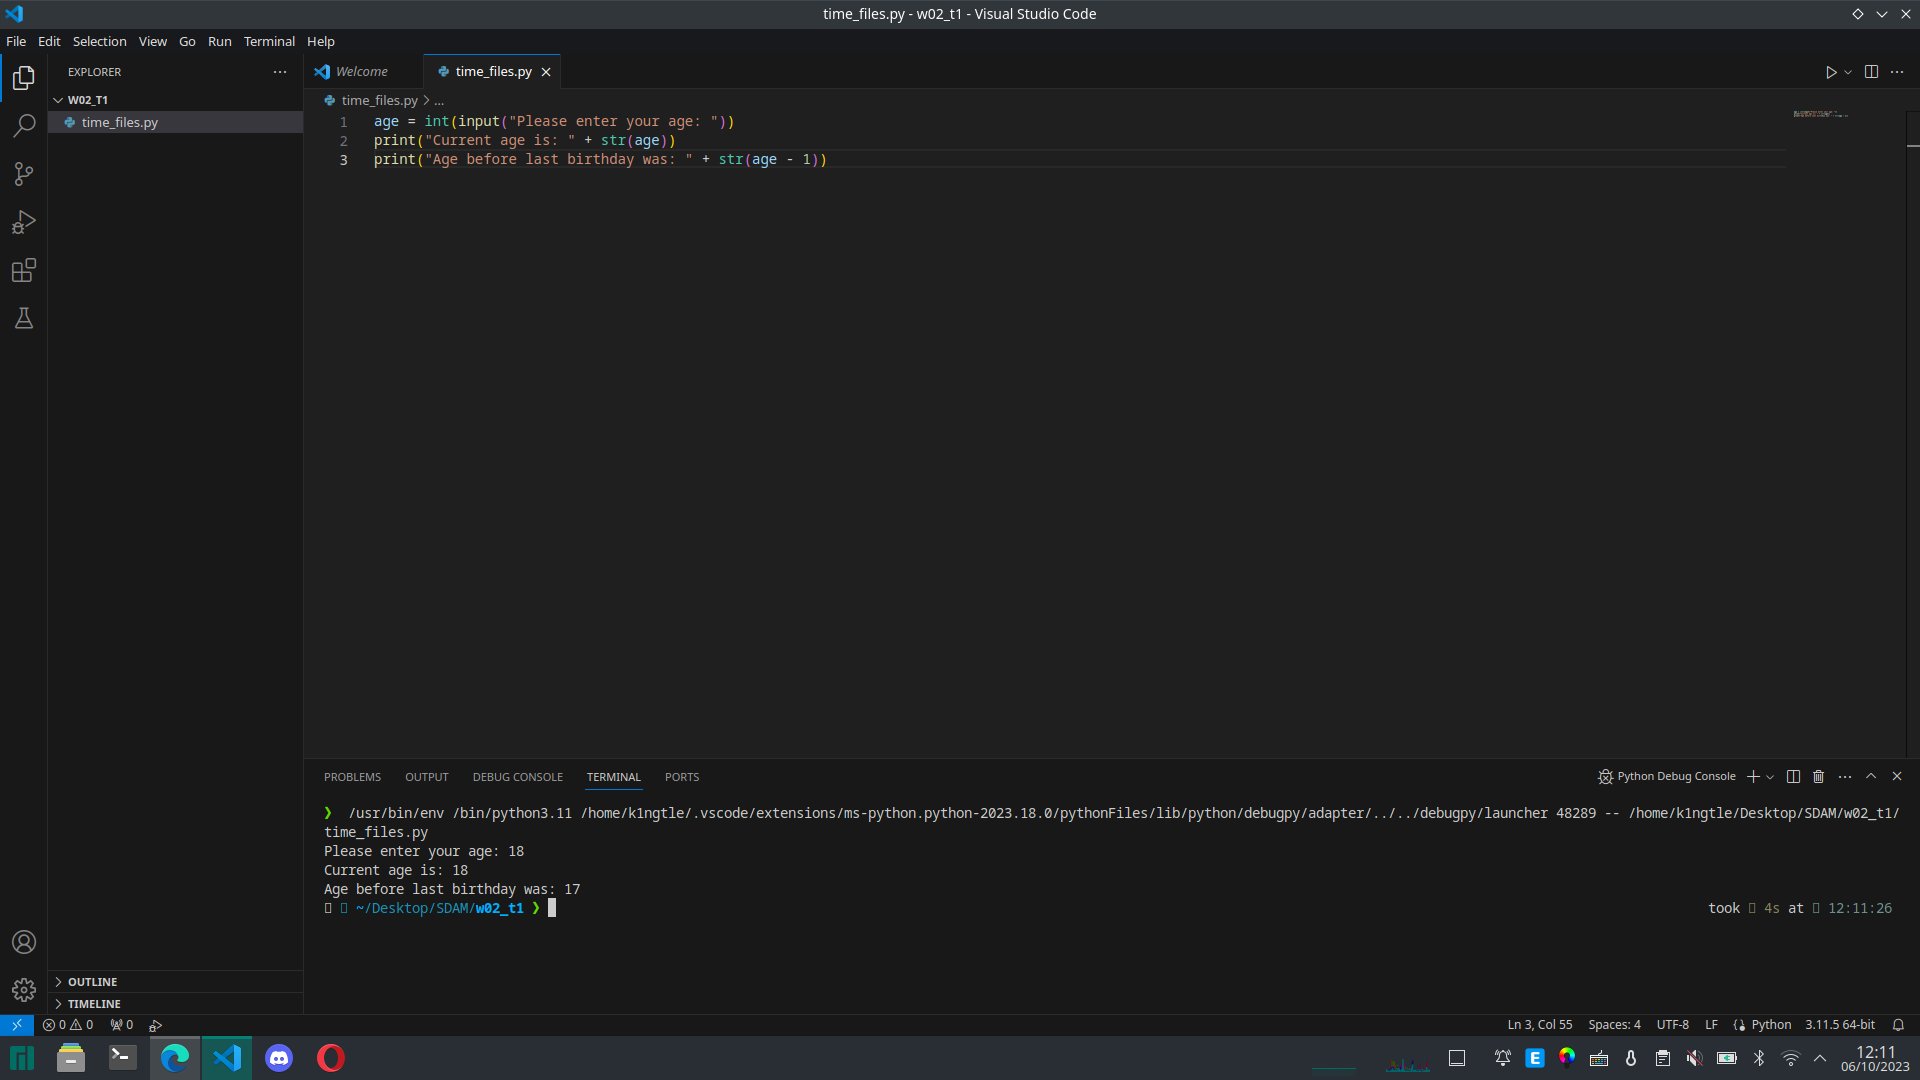 time_files.py - w02_t1 - Visual Studio Code
File Edit Selection View Go Run Terminal Help
EXPLORER
Welcome
time_files.py
W02_T1
time_files.py
time_files.py > ...
1 age = int(input("Please enter your age: "))
2 print("Current age is: " + str(age))
3 print("Age before last birthday was: " + str(age - 1))
PROBLEMS OUTPUT DEBUG CONSOLE TERMINAL PORTS
Python Debug Console
❯ /usr/bin/env /bin/python3.11 /home/k1ngtle/.vscode/extensions/ms-python.python-2023.18.0/pythonFiles/lib/python/debugpy/adapter/../../debugpy/launcher 48289 -- /home/k1ngtle/Desktop/SDAM/w02_t1/
time_files.py
Please enter your age: 18
Current age is: 18
Age before last birthday was: 17
~/Desktop/SDAM/w02_t1 ❯ took 4s at 12:11:26
OUTLINE
TIMELINE
0 0 0 Ln 3, Col 55 Spaces: 4 UTF-8 LF Python 3.11.5 64-bit
E
12:11
06/10/2023